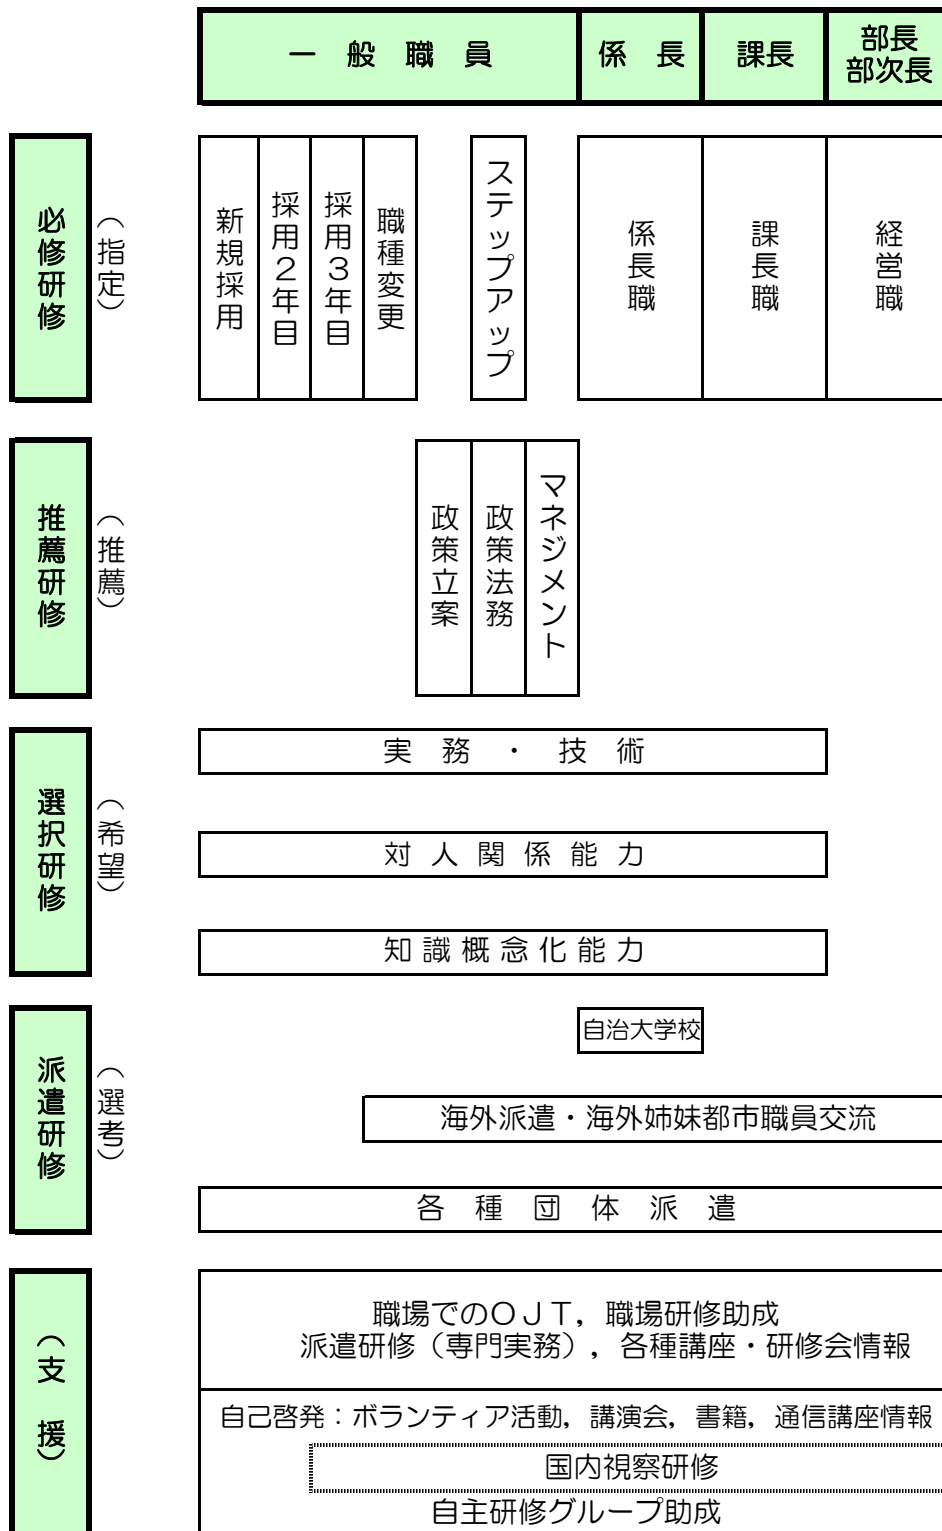 一般職員
係長
課長
部長
部次長
必修研修
（指定）
新規採用
採用２年目
採用３年目
職種変更
ステップアップ
係長職
課長職
経営職
推薦研修
（推薦）
政策立案
政策法務
マネジメント
選択研修
（希望）
実務・技術
対人関係能力
知識概念化能力
派遣研修
（選考）
自治大学校
海外派遣・海外姉妹都市職員交流
各種団体派遣
（支援）
職場でのＯＪＴ，職場研修助成
派遣研修（専門実務），各種講座・研修会情報
自己啓発：ボランティア活動，講演会，書籍，通信講座情報
国内視察研修
自主研修グループ助成